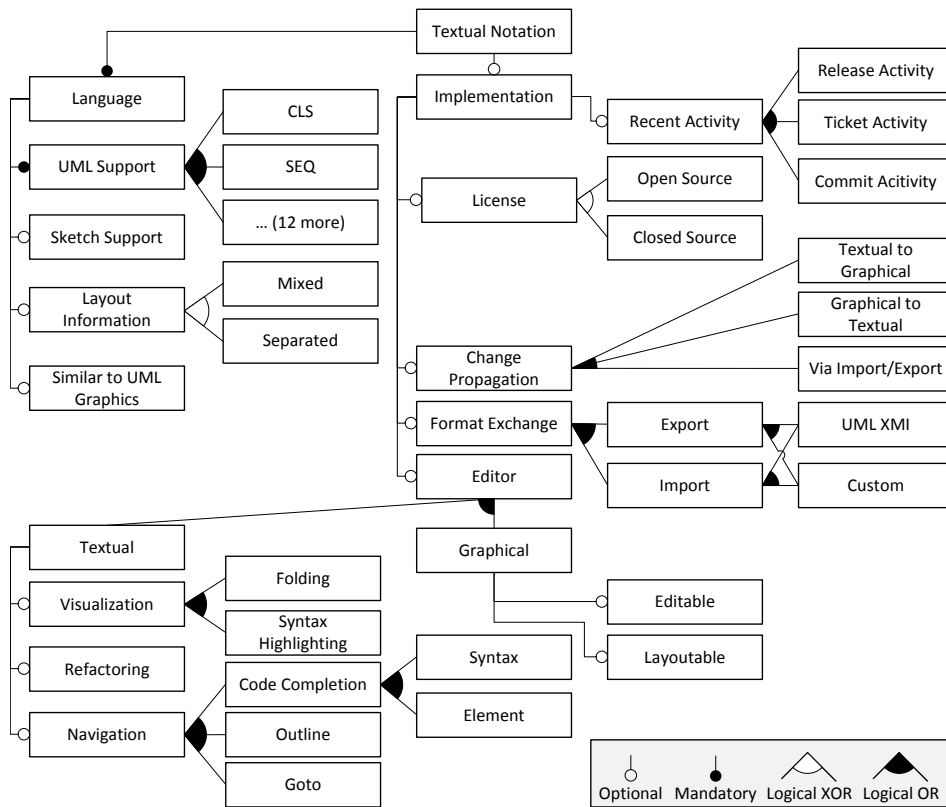 Textual Notation
Language
Implementation
Release Activity
CLS
Recent Activity
Ticket Activity
UML Support
SEQ
Commit Acitivity
Open Source
License
... (12 more)
Sketch Support
Closed Source
Textual to
Graphical
Mixed
Layout
Information
Graphical to
Textual
Separated
Change
Propagation
Via Import/Export
Similar to UML
Graphics
Format Exchange
Export
UML XMI
Editor
Import
Custom
Textual
Graphical
Folding
Visualization
Editable
Syntax
Highlighting
Syntax
Layoutable
Refactoring
Code Completion
Element
Navigation
Outline
Goto
Optional
Mandatory
Logical XOR
Logical OR